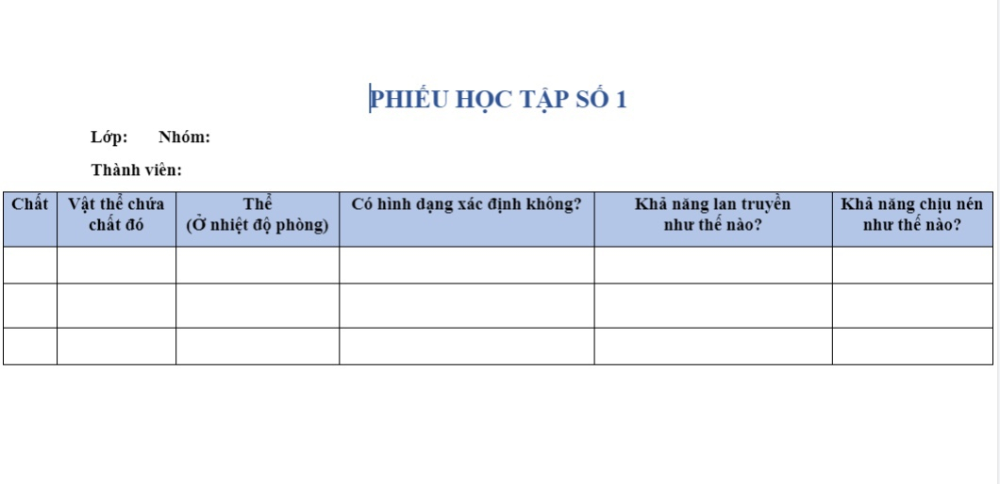 PHIẾU HỌC TẬP SỐ 1
Lớp: Nhóm:
Thành viên:
Chất
Vật thể chứa
chất đó
Thể
(Ở nhiệt độ phòng)
Có hình dạng xác định không?
Khả năng lan truyền
như thế nào?
Khả năng chịu nén
như thế nào?